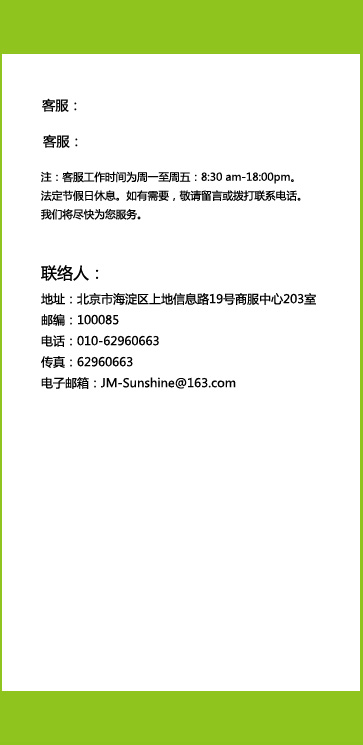 客服：
客服：
注：客服工作时间为周一至周五：8:30 am-18:00pm。
法定节假日休息。如有需要，敬请留言或拨打联系电话。
我们将尽快为您服务。
联络人：
地址：北京市海淀区上地信息路19号商服中心203室
邮编：100085
电话：010-62960663
传真：62960663
电子邮箱：JM-Sunshine@163.com